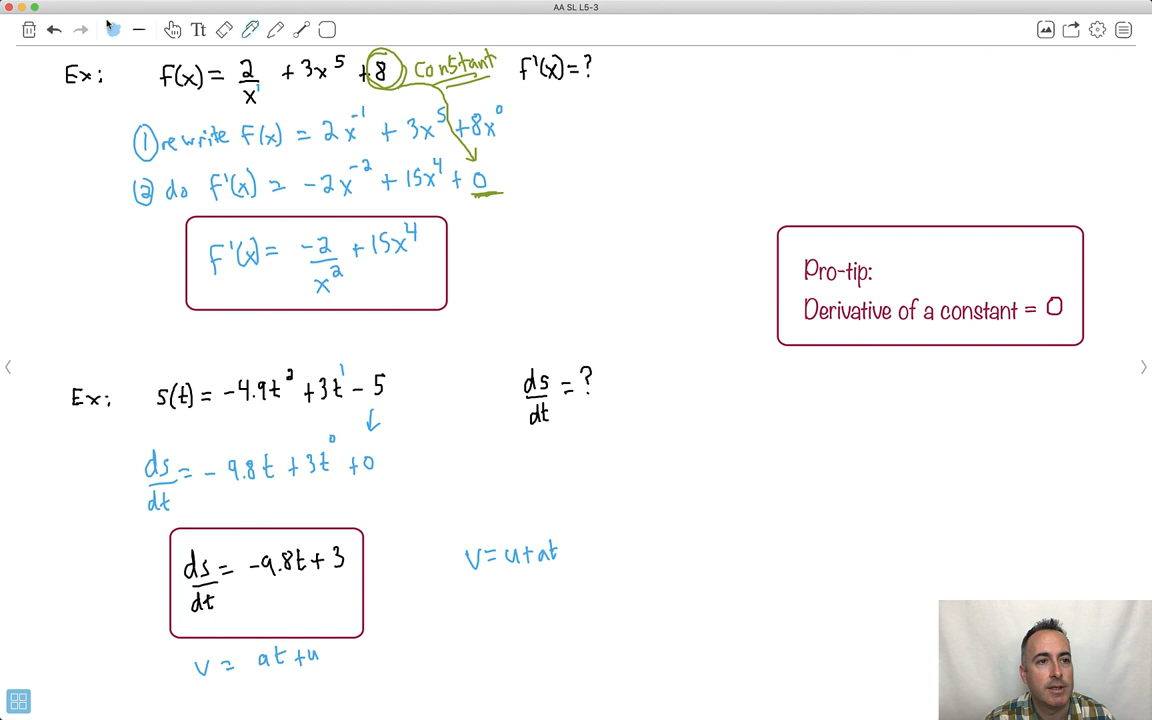 AA SL L5-3
Tt
Ex: f(x) = 2/x¹ + 3x⁵ + 8 Constant f'(x) = ?
① rewrite f(x) = 2x⁻¹ + 3x⁵ + 8x⁰
② do f'(x) = -2x⁻² + 15x⁴ + 0
f'(x) = -2/x² + 15x⁴
Pro-tip:
Derivative of a constant = 0
Ex: s(t) = -4.9t² + 3t¹ - 5 ds/dt = ?
ds/dt = -9.8t + 3t⁰ + 0
ds/dt = -9.8t + 3
v = u + at
v = at + u